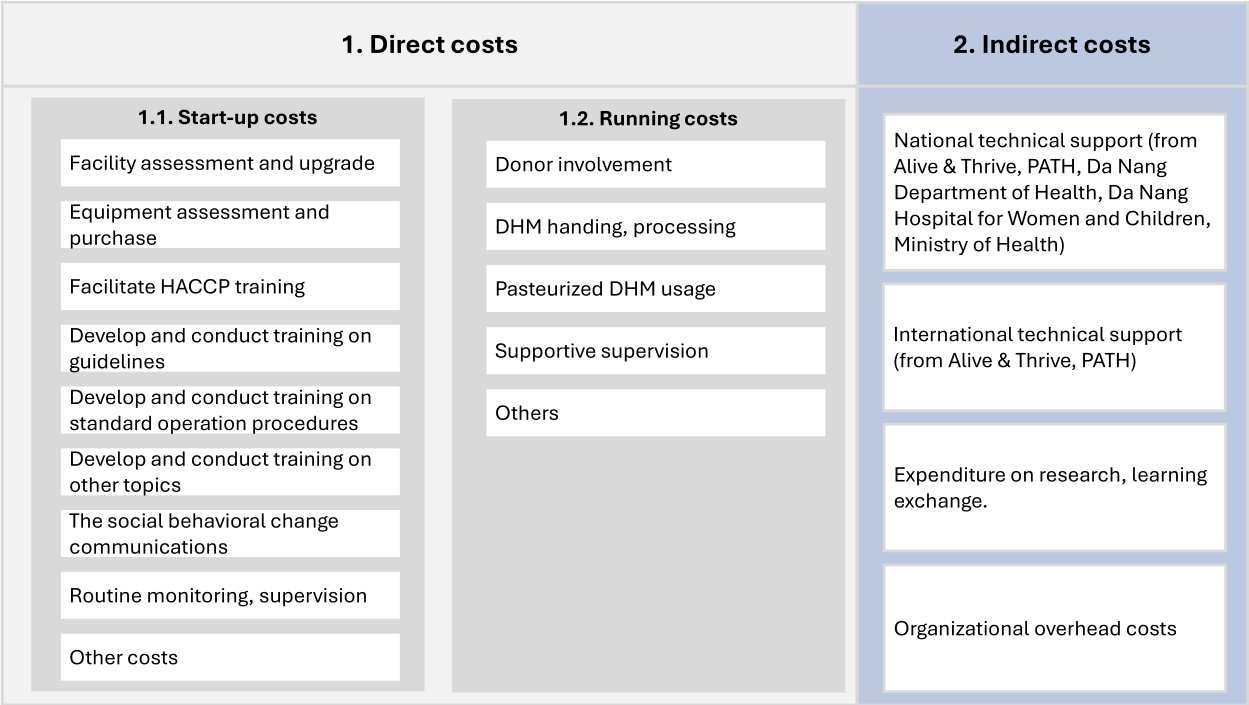 1. Direct costs
2. Indirect costs
1.1. Start-up costs
Facility assessment and upgrade
Equipment assessment and
purchase
Facilitate HACCP training
Develop and conduct training on
guidelines
Develop and conduct training on
standard operation procedures
Develop and conduct training on
other topics
The social behavioral change
communications
Routine monitoring, supervision
Other costs
1.2. Running costs
Donor involvement
DHM handing, processing
Pasteurized DHM usage
Supportive supervision
Others
National technical support (from
Alive & Thrive, PATH, Da Nang
Department of Health, Da Nang
Hospital for Women and Children,
Ministry of Health)
International technical support
(from Alive & Thrive, PATH)
Expenditure on research, learning
exchange.
Organizational overhead costs